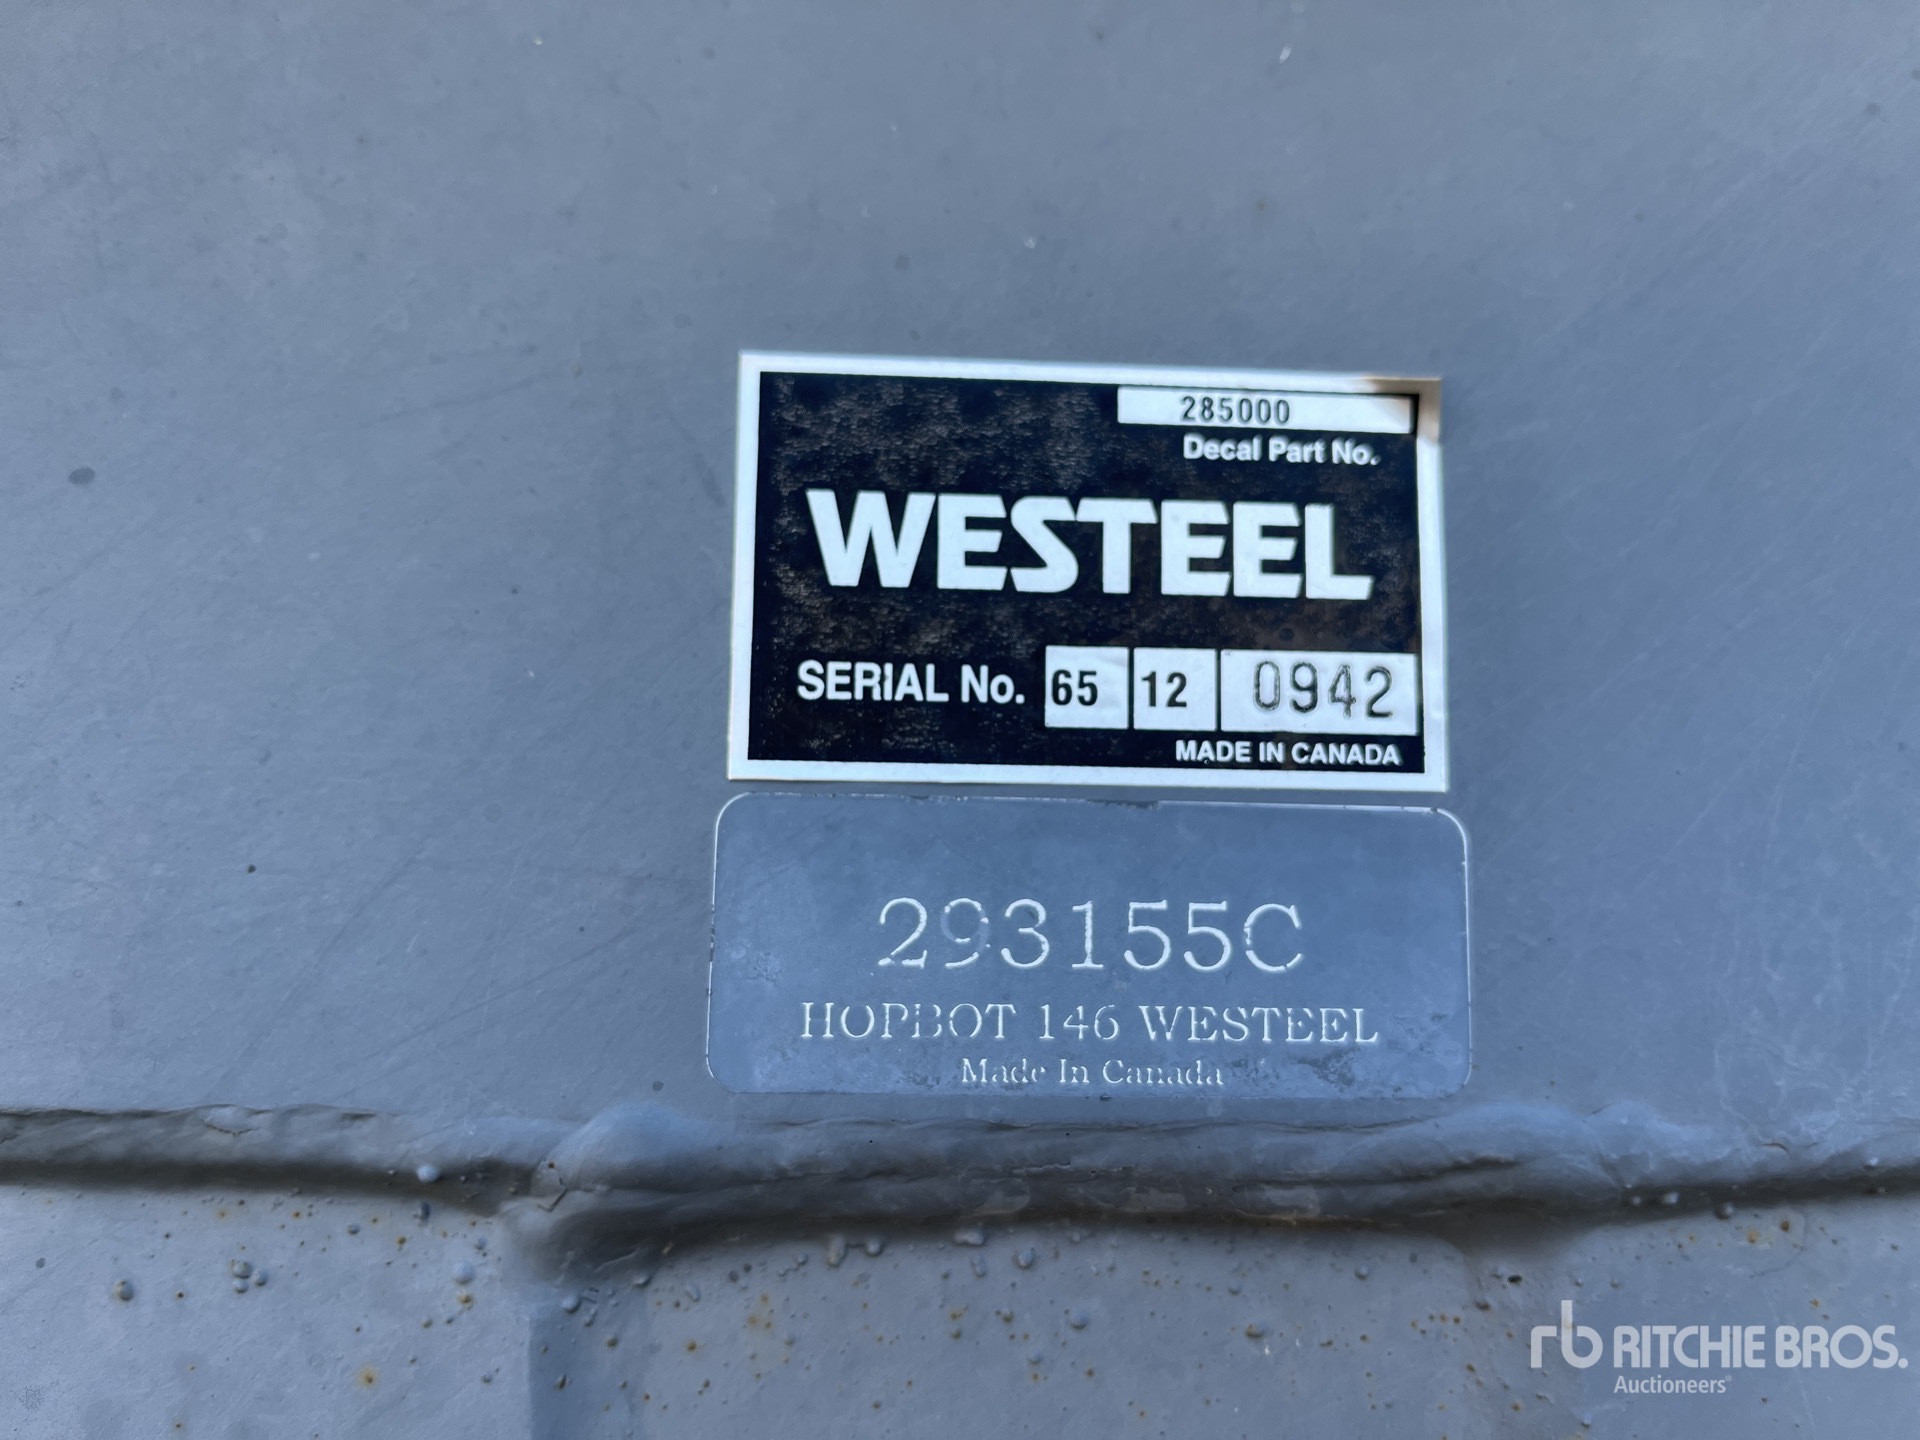 285000
Decal Part No.
WESTEEL
SERIAL No. 65 12 0942
MADE IN CANADA
293155C
HOPBOT 146 WESTEEL
Made In Canada
rb RITCHIE BROS.
Auctioneers